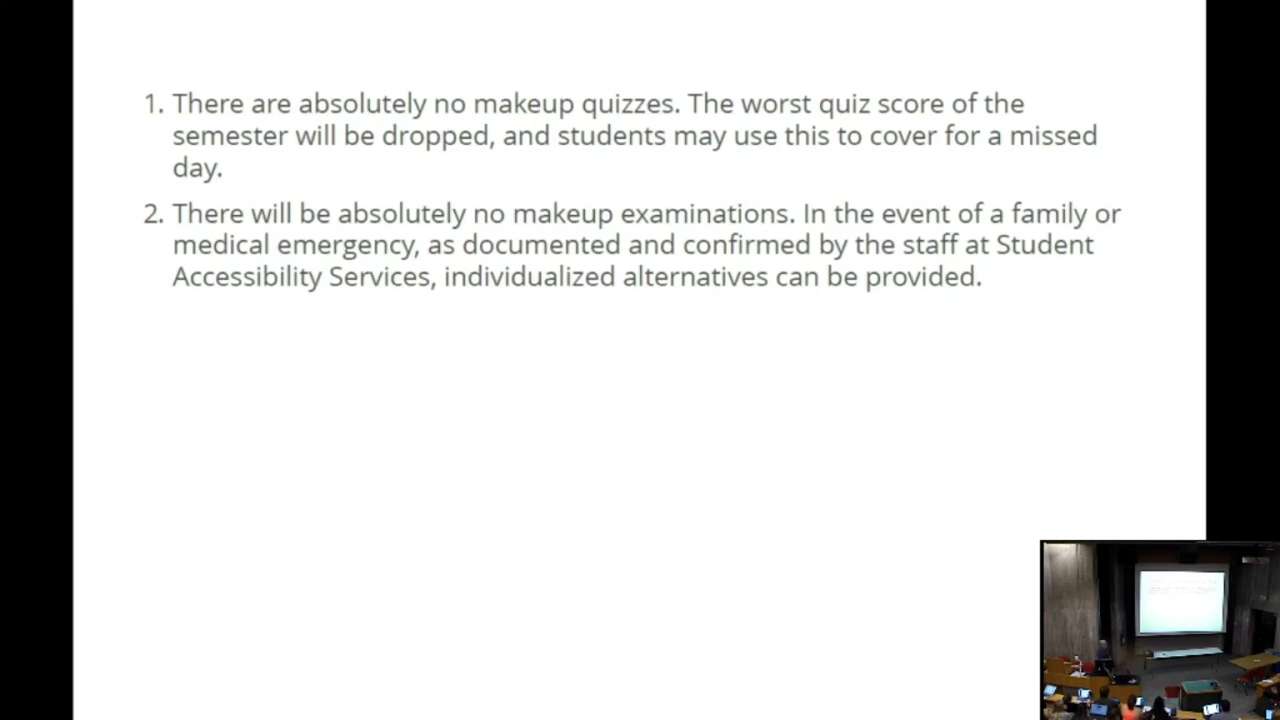 1. There are absolutely no makeup quizzes. The worst quiz score of the
semester will be dropped, and students may use this to cover for a missed
day.
2. There will be absolutely no makeup examinations. In the event of a family or
medical emergency, as documented and confirmed by the staff at Student
Accessibility Services, individualized alternatives can be provided.